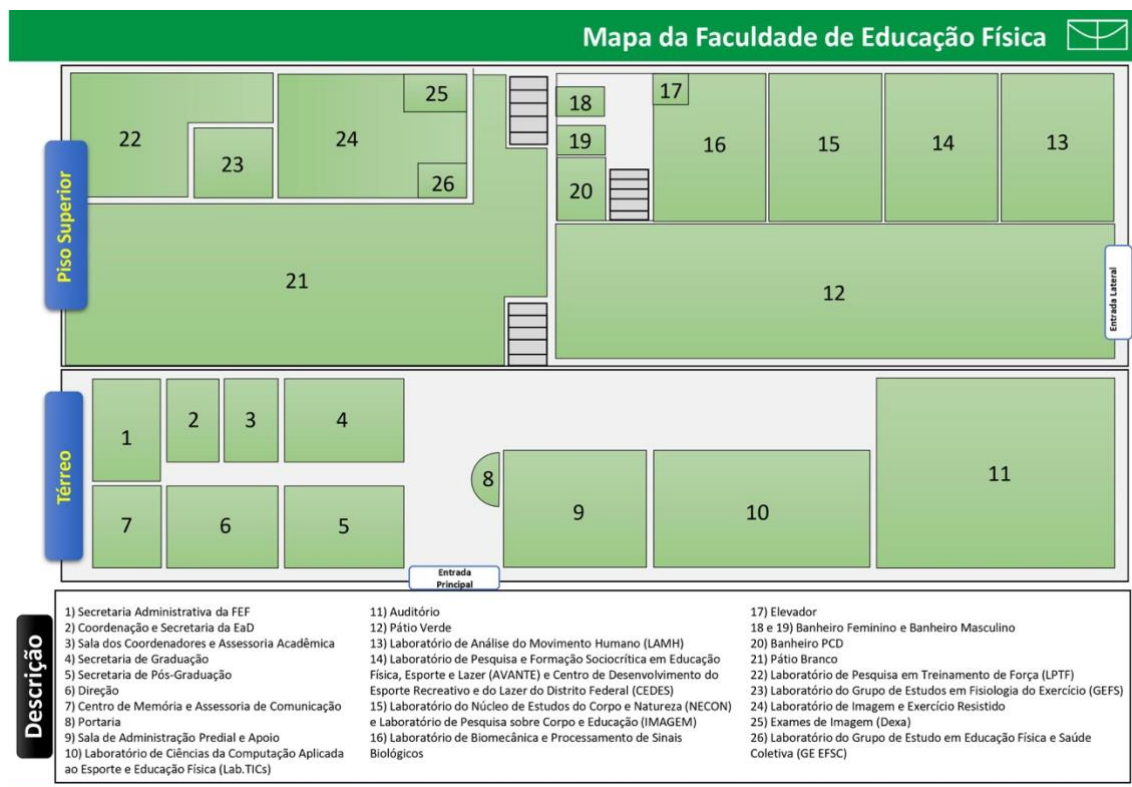 Mapa da Faculdade de Educação Física
Piso Superior
22
23
24
25
26
21
18
19
20
17
16
15
14
13
12
Entrada Lateral
Térreo
1
2
3
4
7
6
5
8
9
10
11
Entrada
Principal
Descrição
1) Secretaria Administrativa da FEF
2) Coordenação e Secretaria da EaD
3) Sala dos Coordenadores e Assessoria Acadêmica
4) Secretaria de Graduação
5) Secretaria de Pós-Graduação
6) Direção
7) Centro de Memória e Assessoria de Comunicação
8) Portaria
9) Sala de Administração Predial e Apoio
10) Laboratório de Ciências da Computação Aplicada
ao Esporte e Educação Física (Lab.TICs)
11) Auditório
12) Pátio Verde
13) Laboratório de Análise do Movimento Humano (LAMH)
14) Laboratório de Pesquisa e Formação Sociocrítica em Educação
Física, Esporte e Lazer (AVANTE) e Centro de Desenvolvimento do
Esporte Recreativo e do Lazer do Distrito Federal (CEDES)
15) Laboratório do Núcleo de Estudos do Corpo e Natureza (NECON)
e Laboratório de Pesquisa sobre Corpo e Educação (IMAGEM)
16) Laboratório de Biomecânica e Processamento de Sinais
Biológicos
17) Elevador
18 e 19) Banheiro Feminino e Banheiro Masculino
20) Banheiro PCD
21) Pátio Branco
22) Laboratório de Pesquisa em Treinamento de Força (LPTF)
23) Laboratório do Grupo de Estudos em Fisiologia do Exercício (GEFS)
24) Laboratório de Imagem e Exercício Resistido
25) Exames de Imagem (Dexa)
26) Laboratório do Grupo de Estudo em Educação Física e Saúde
Coletiva (GE EFSC)